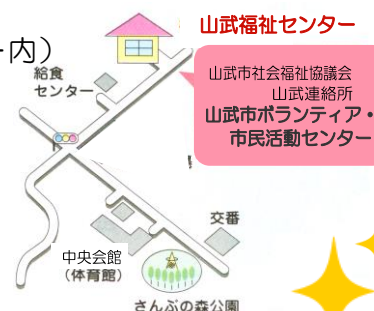 山武福祉センター
-内）
給食
センター
山武市社会福祉協議会
山武連絡所
山武市ボランティア・
市民活動センター
交番
中央会館
（体育館）
さんぶの森公園